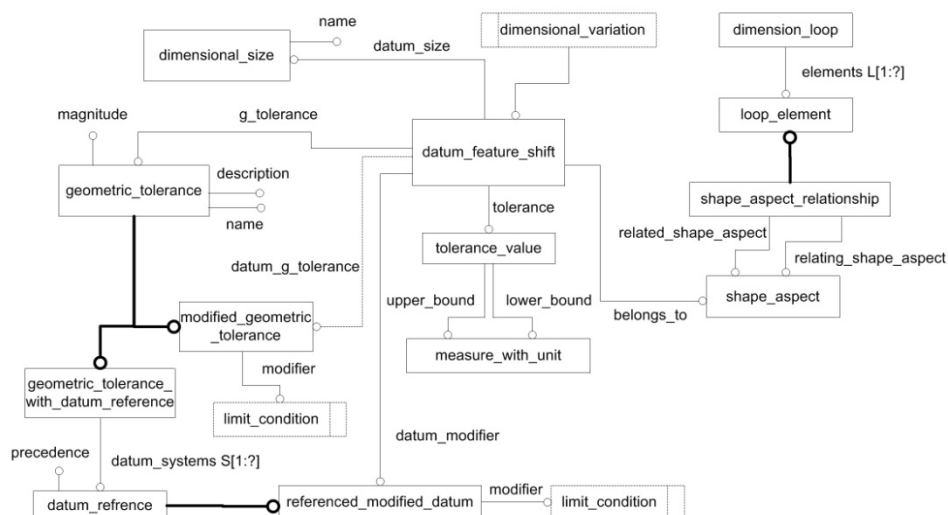 name
dimensional_size
datum_size
dimensional_variation
dimension_loop
elements L[1:?]
loop_element
magnitude
g_tolerance
datum_feature_shift
description
geometric_tolerance
name
shape_aspect_relationship
tolerance
related_shape_aspect
tolerance_value
relating_shape_aspect
datum_g_tolerance
shape_aspect
upper_bound
lower_bound
belongs_to
modified_geometric
_tolerance
measure_with_unit
modifier
geometric_tolerance_
with_datum_reference
limit_condition
datum_modifier
precedence
datum_systems S[1:?]
datum_refrence
referenced_modified_datum
modifier
limit_condition